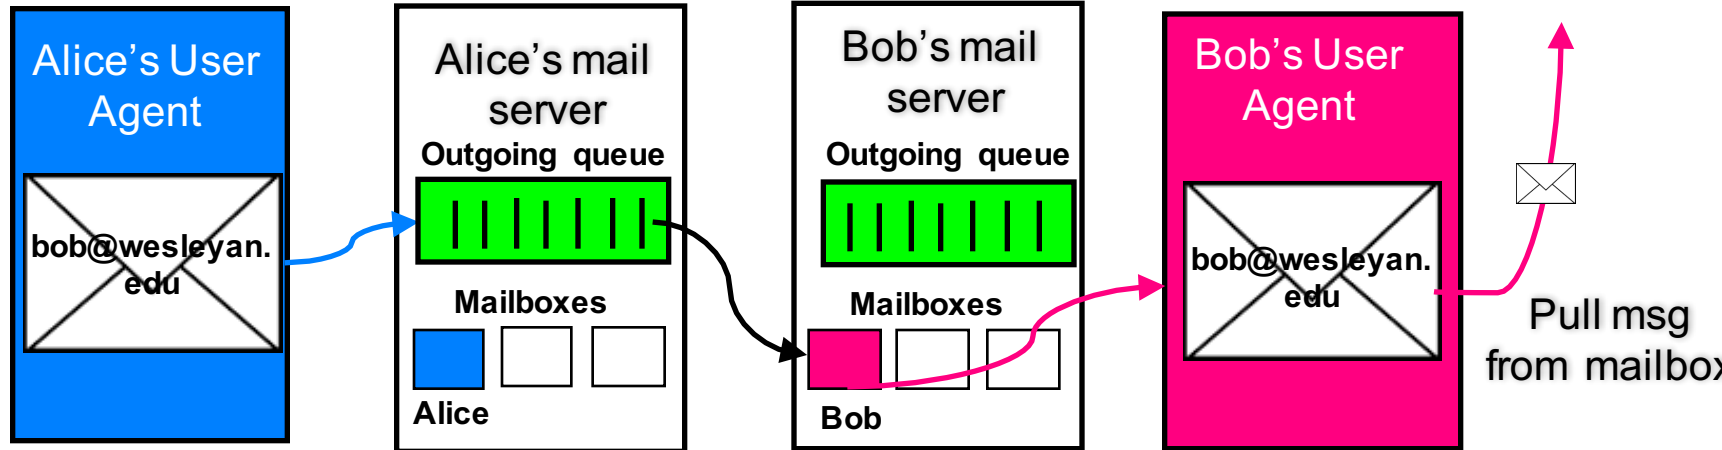 Alice's User
Agent
bob@wesleyan.
edu
Alice's mail
server
Outgoing queue
Mailboxes
Alice
Bob's mail
server
Outgoing queue
Mailboxes
Bob
Bob's User
Agent
bob@wesleyan.
edu
Pull msg
from mailbox